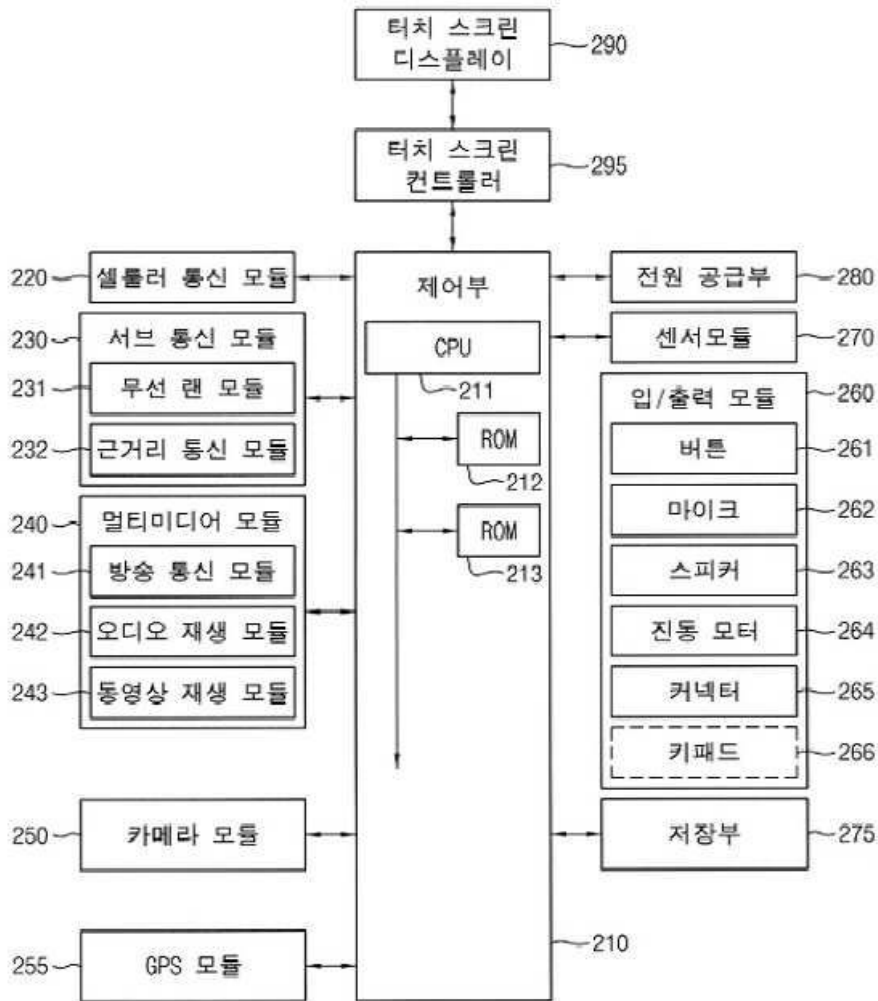 터치 스크린
디스플레이
290
터치 스크린
컨트롤러
295
220
셀룰러 통신 모듈
230
서브 통신 모듈
231
무선 랜 모듈
232
근거리 통신 모듈
240
멀티미디어 모듈
241
방송 통신 모듈
242
오디오 재생 모듈
243
동영상 재생 모듈
250
카메라 모듈
255
GPS 모듈
제어부
CPU
211
ROM
212
ROM
213
210
전원 공급부
280
센서모듈
270
입/출력 모듈
260
버튼
261
마이크
262
스피커
263
진동 모터
264
커넥터
265
키패드
266
저장부
275